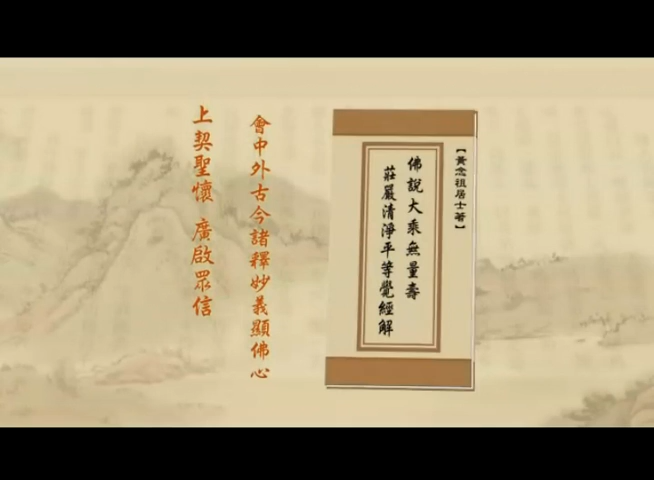 【黃念祖居士著】
佛說大乘無量壽
莊嚴清淨平等覺經解
會中外古今諸釋妙義顯佛心
上契聖懷 廣啟眾信